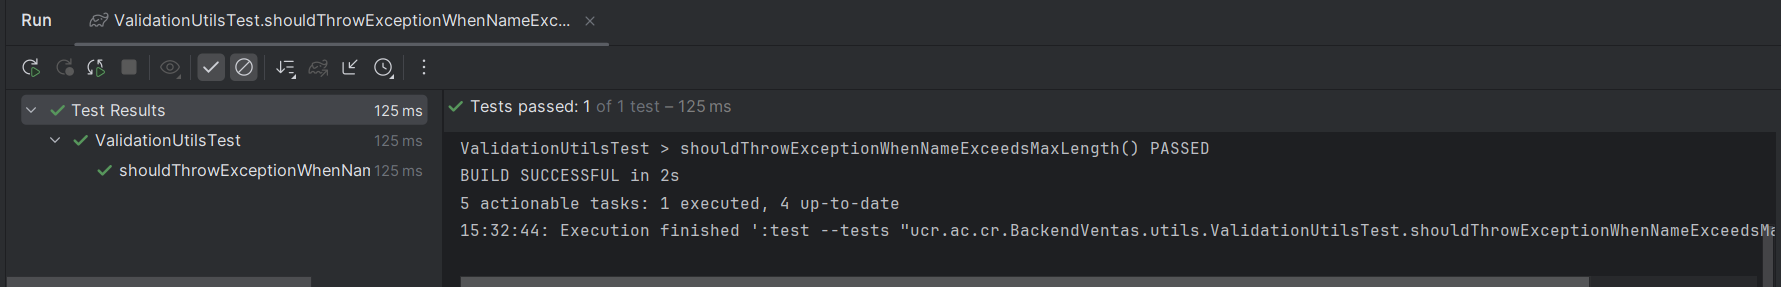 Run ValidationUtilsTest.shouldThrowExceptionWhenNameExc...
Test Results 125 ms
Tests passed: 1 of 1 test – 125 ms
ValidationUtilsTest 125 ms
shouldThrowExceptionWhenNam 125 ms
ValidationUtilsTest > shouldThrowExceptionWhenNameExceedsMaxLength() PASSED
BUILD SUCCESSFUL in 2s
5 actionable tasks: 1 executed, 4 up-to-date
15:32:44: Execution finished ':test --tests "ucr.ac.cr.BackendVentas.utils.ValidationUtilsTest.shouldThrowExceptionWhenNameExceedsMa